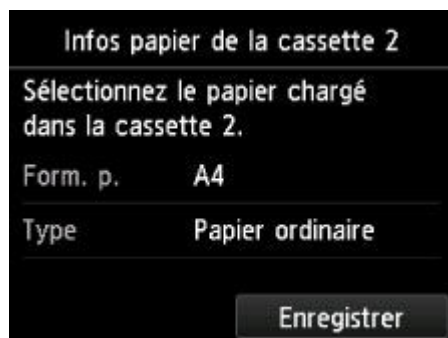 Infos papier de la cassette 2
Sélectionnez le papier chargé
dans la cassette 2.
Form. p. A4
Type Papier ordinaire
Enregistrer